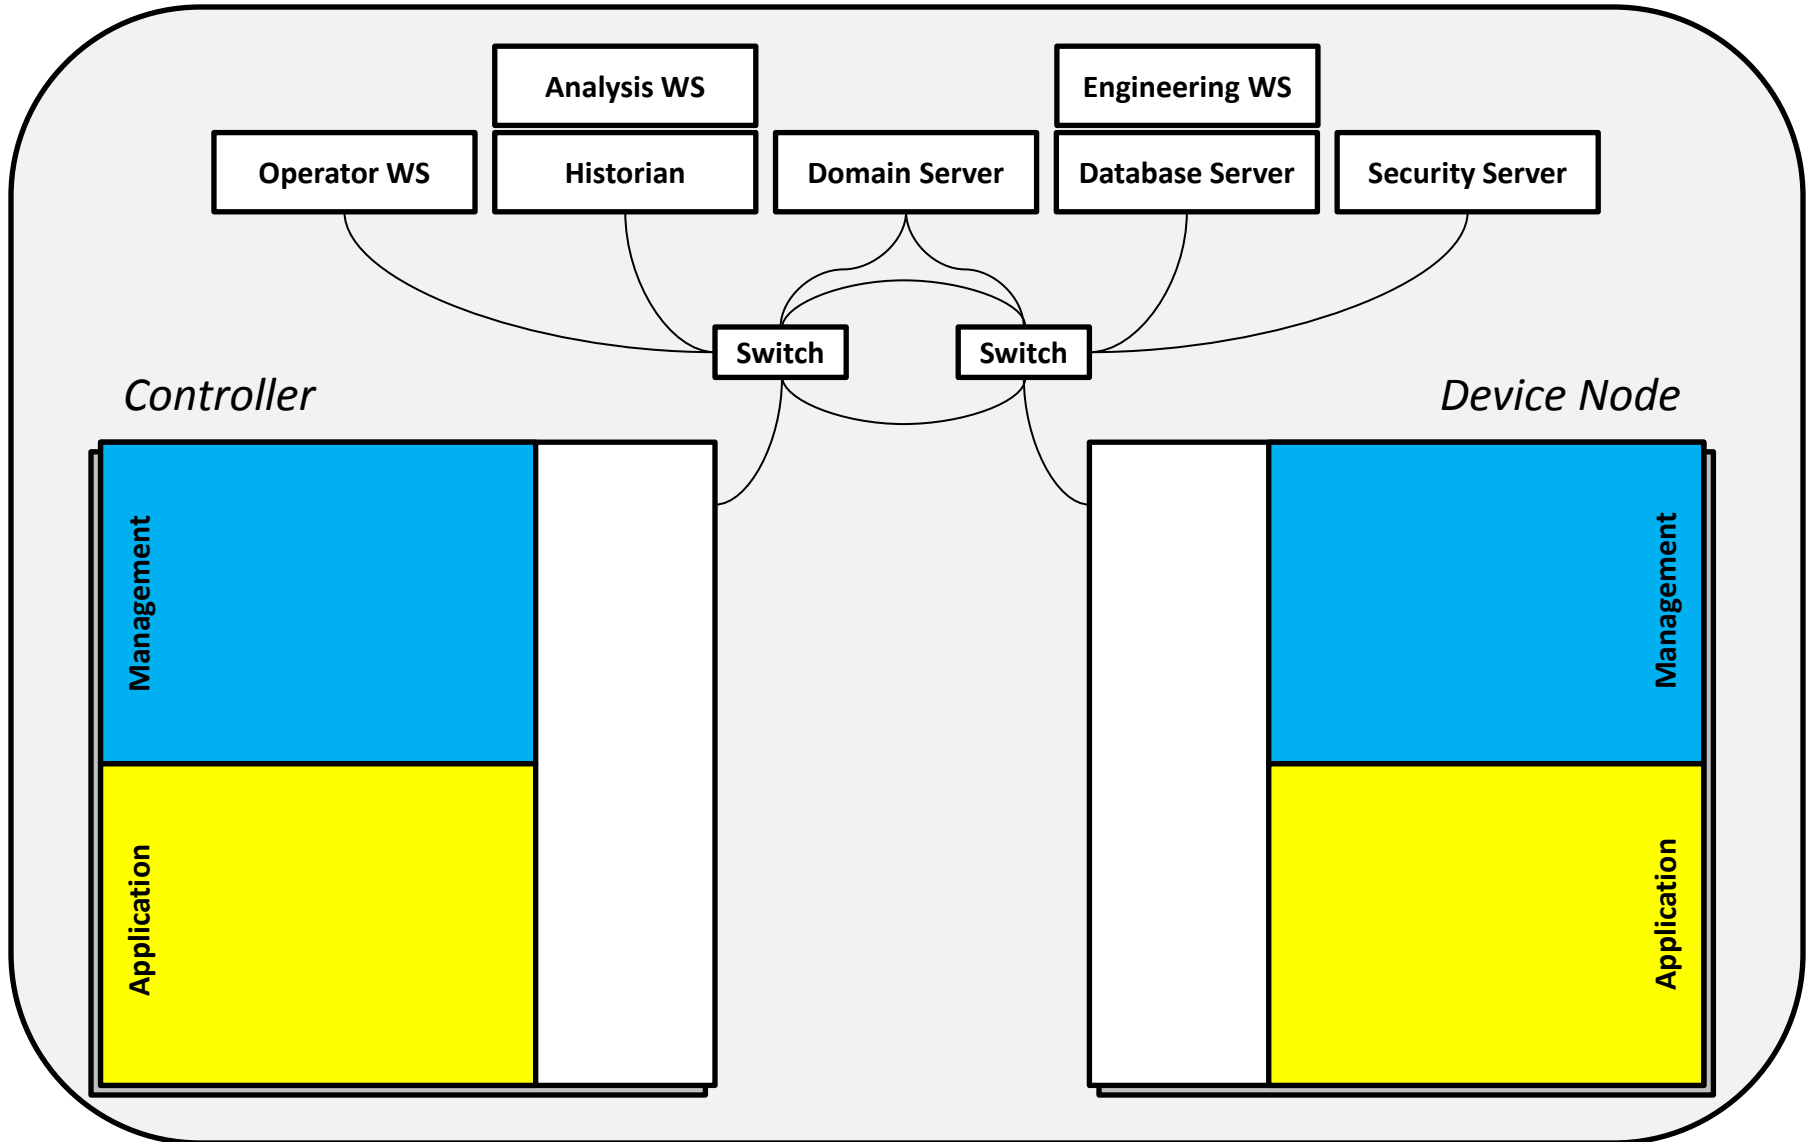 Analysis WS
Engineering WS
Operator WS
Historian
Domain Server
Database Server
Security Server
Switch
Switch
Controller
Device Node
Management
Management
Application
Application